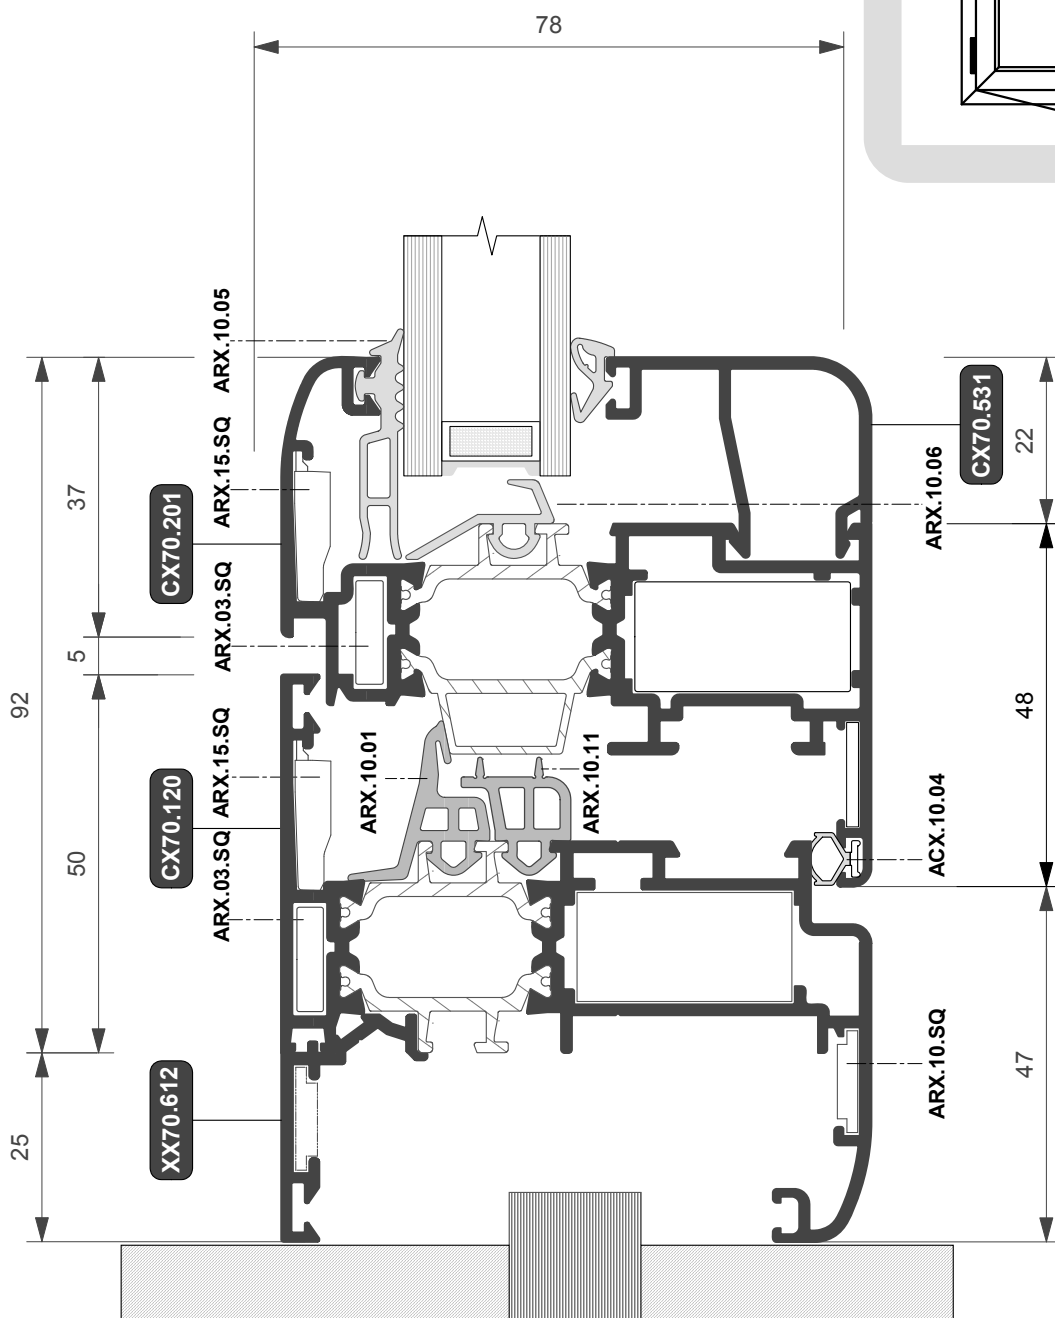 78
ARX.10.05
ARX.15.SQ
CX70.201
ARX.03.SQ
CX70.531
22
ARX.10.06
37
5
92
48
ARX.15.SQ
ARX.10.01
ARX.10.11
CX70.120
50
ARX.03.SQ
ACX.10.04
XX70.612
25
ARX.10.SQ
47